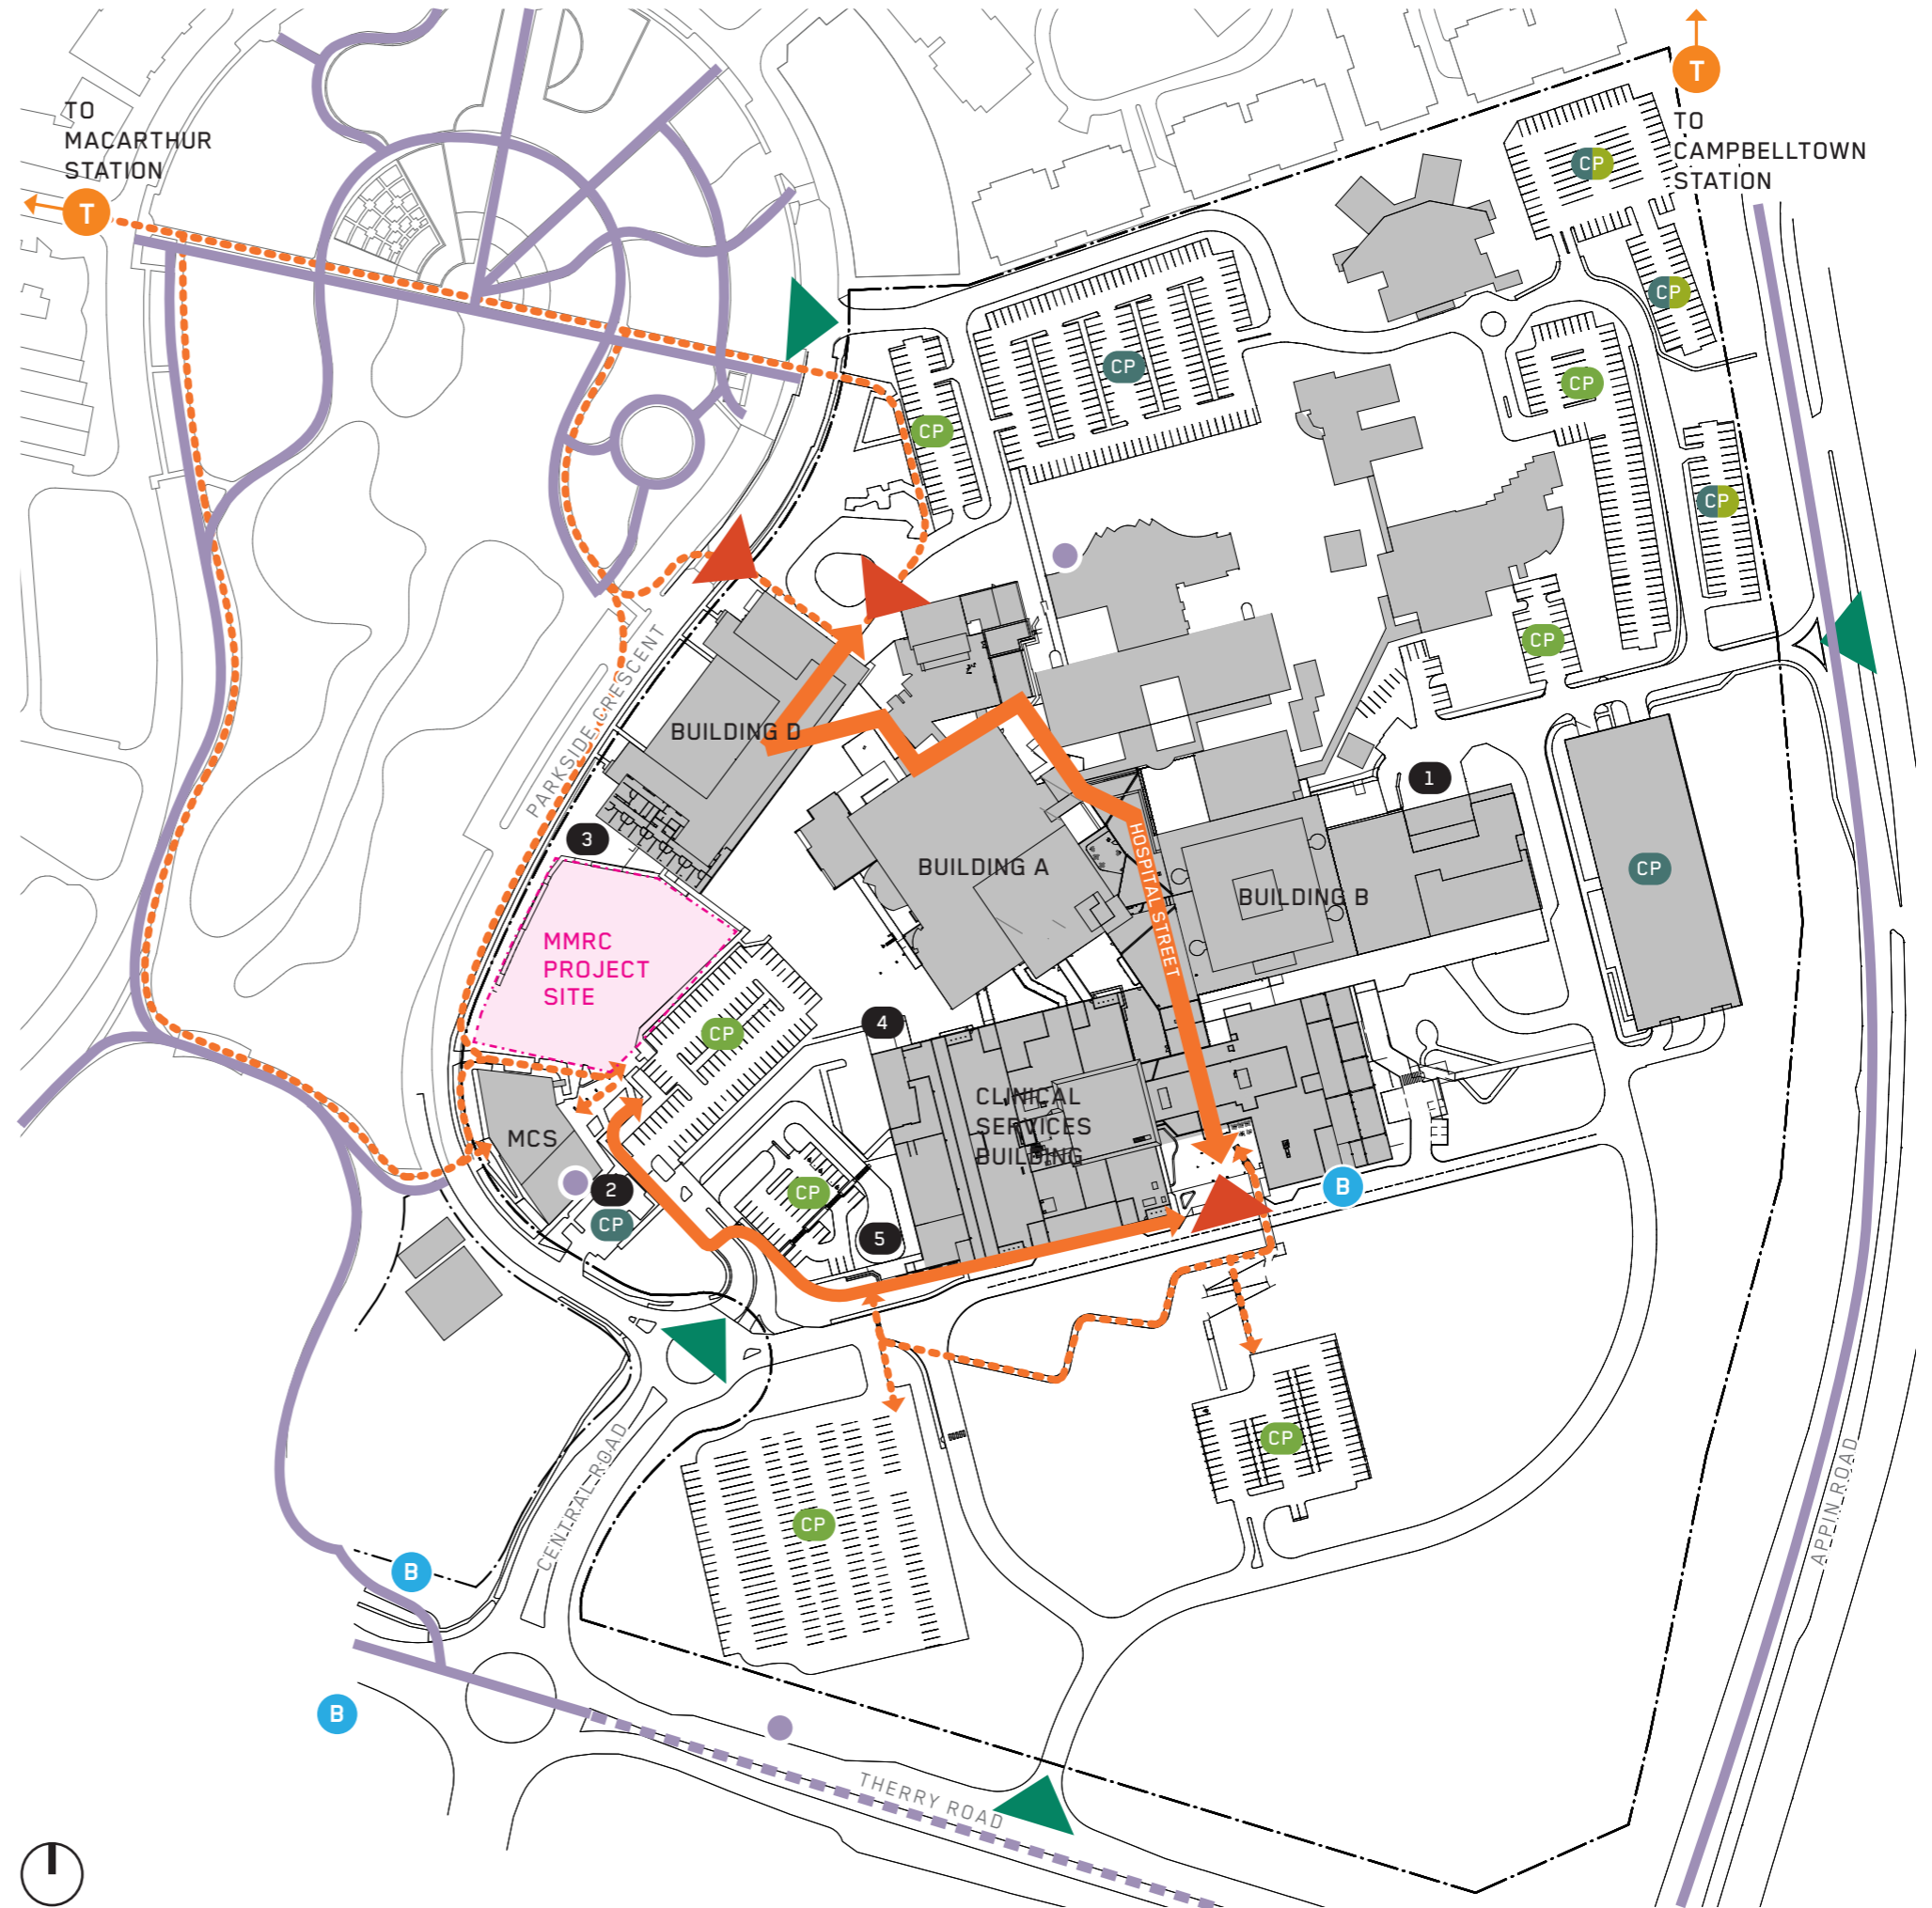 T
TO
MACARTHUR
STATION
T
TO
CAMPBELLTOWN
STATION
CP
CP
CP
CP
CP
CP
CP
PARKSIDE CRESCENT
BUILDING D
1
3
BUILDING A
HOSPITAL STREET
BUILDING B
CP
MMRC
PROJECT
SITE
CP
4
CLINICAL
SERVICES
BUILDING
MCS
2
CP
CP
5
B
CP
CP
CENTRAL ROAD
APPIN ROAD
B
B
THERRY ROAD